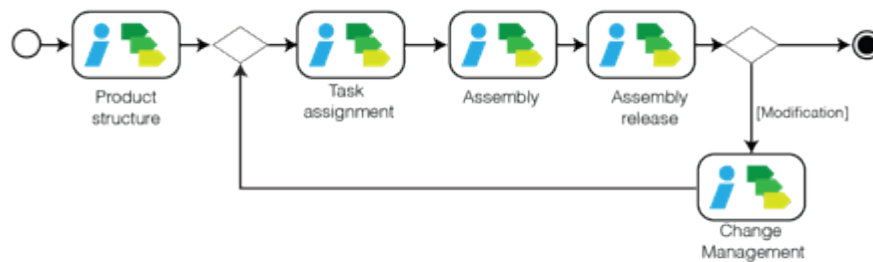 Product
structure
Task
assignment
Assembly
Assembly
release
[Modification]
Change
Management